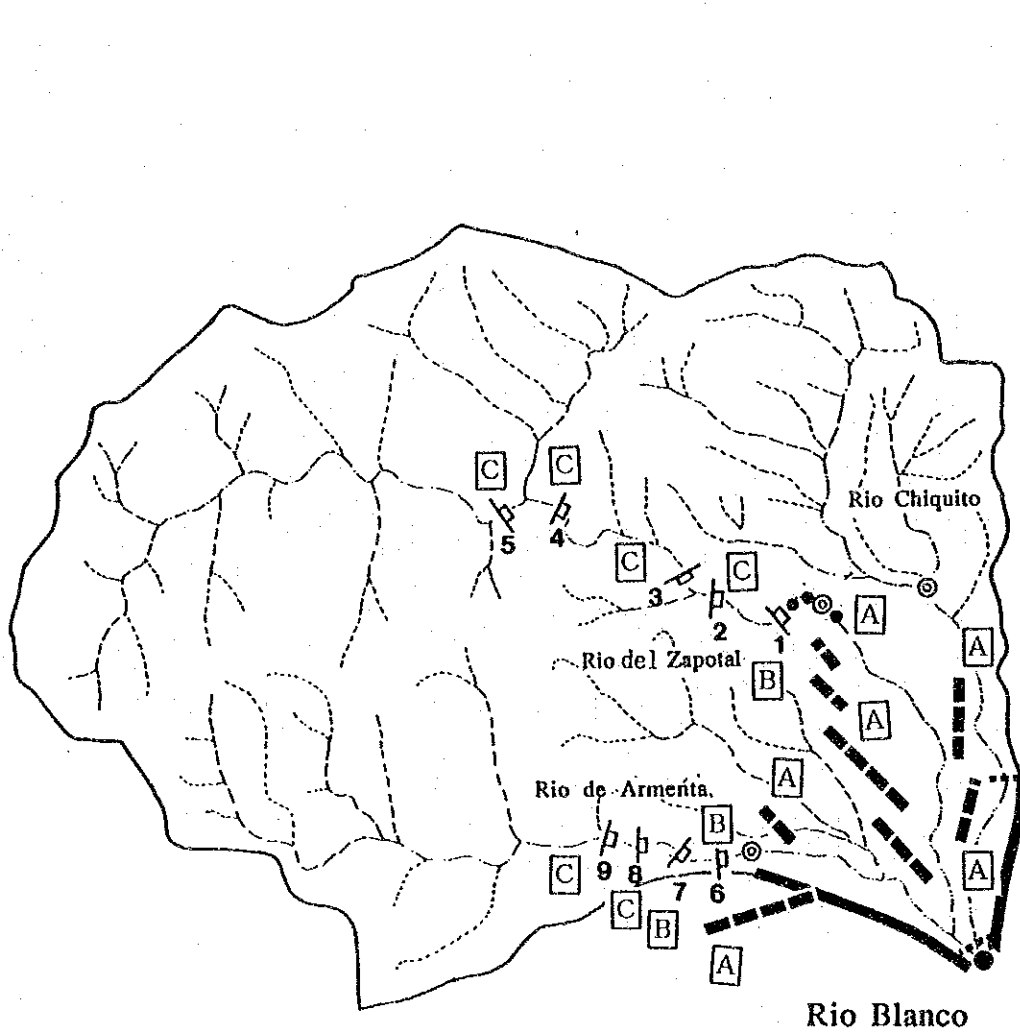 C
C
Rio Chiquito
5
4
C
C
3
2
1
A
A
Rio del Zapotal
B
A
A
Rio de Armenta.
B
9
8
7
6
C
A
C
B
A
Rio Blanco